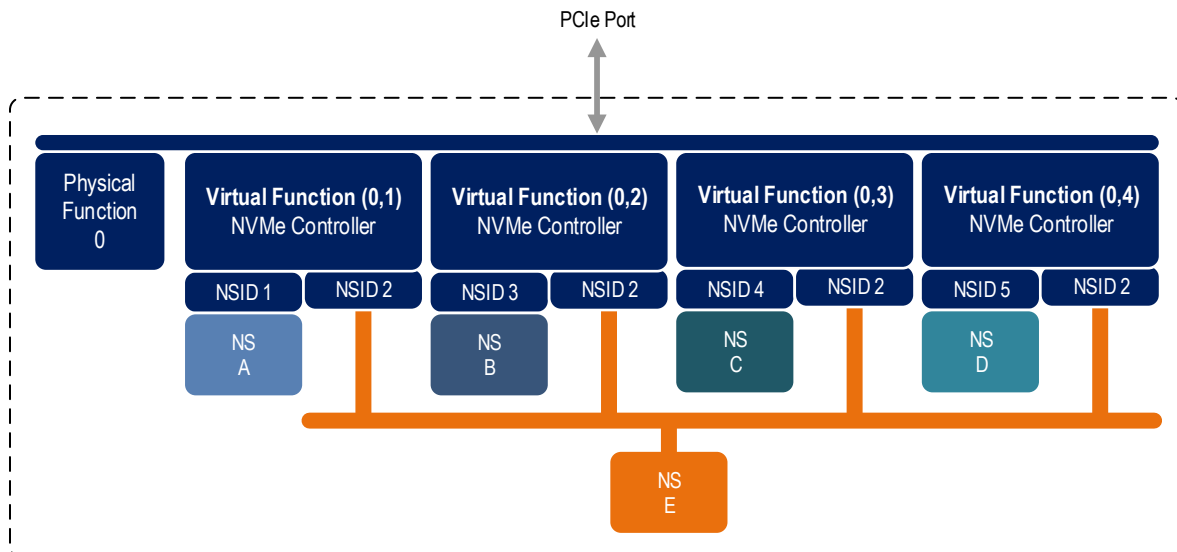 PCIe Port
Physical
Function
0
Virtual Function (0,1)
NVMe Controller
Virtual Function (0,2)
NVMe Controller
Virtual Function (0,3)
NVMe Controller
Virtual Function (0,4)
NVMe Controller
NSID 1
NSID 2
NSID 3
NSID 2
NSID 4
NSID 2
NSID 5
NSID 2
NS
A
NS
B
NS
C
NS
D
NS
E